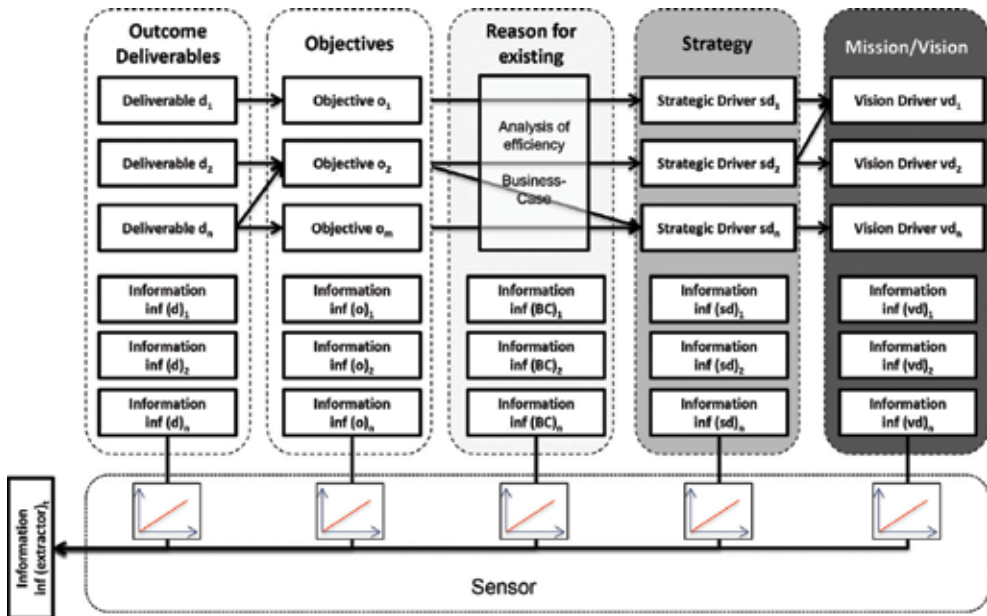 Outcome
Deliverables
Objectives
Reason for
existing
Strategy
Mission/Vision
Deliverable d₁
Objective o₁
Strategic Driver sd₁
Vision Driver vd₁
Analysis of
efficiency
Business-
Case
Deliverable d₂
Objective o₂
Strategic Driver sd₂
Vision Driver vd₂
Deliverable dₙ
Objective oₘ
Strategic Driver sdₙ
Vision Driver vdₙ
Information
inf (d)₁
Information
inf (o)₁
Information
inf (BC)₁
Information
inf (sd)₁
Information
inf (vd)₁
Information
inf (d)₂
Information
inf (o)₂
Information
inf (BC)₂
Information
inf (sd)₂
Information
inf (vd)₂
Information
inf (d)ₙ
Information
inf (o)ₙ
Information
inf (BC)ₙ
Information
inf (sd)ₙ
Information
inf (vd)ₙ
Information
inf (extractor)ₜ
Sensor